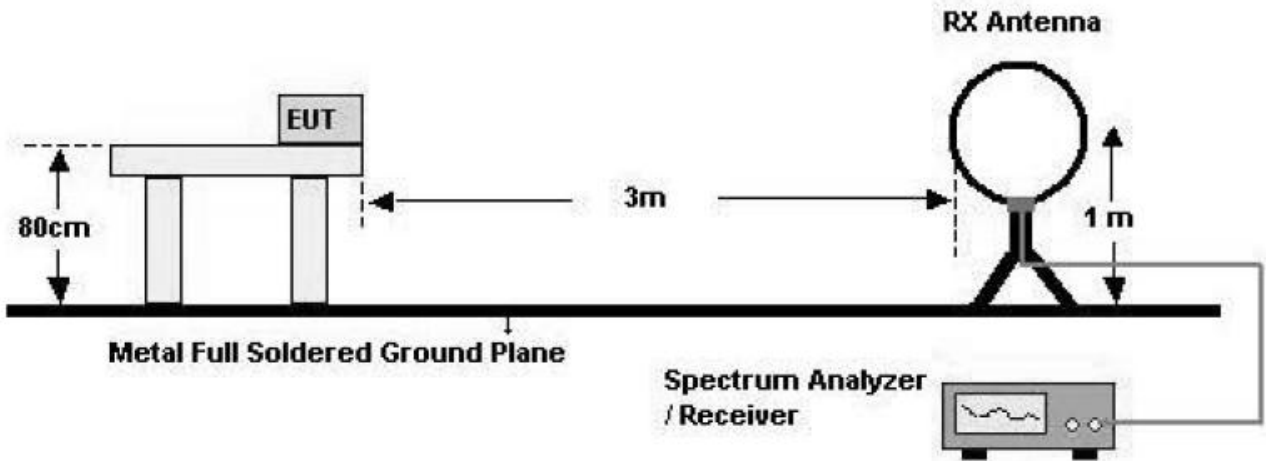 RX Antenna
EUT
80cm
3m
1 m
Metal Full Soldered Ground Plane
Spectrum Analyzer
/ Receiver